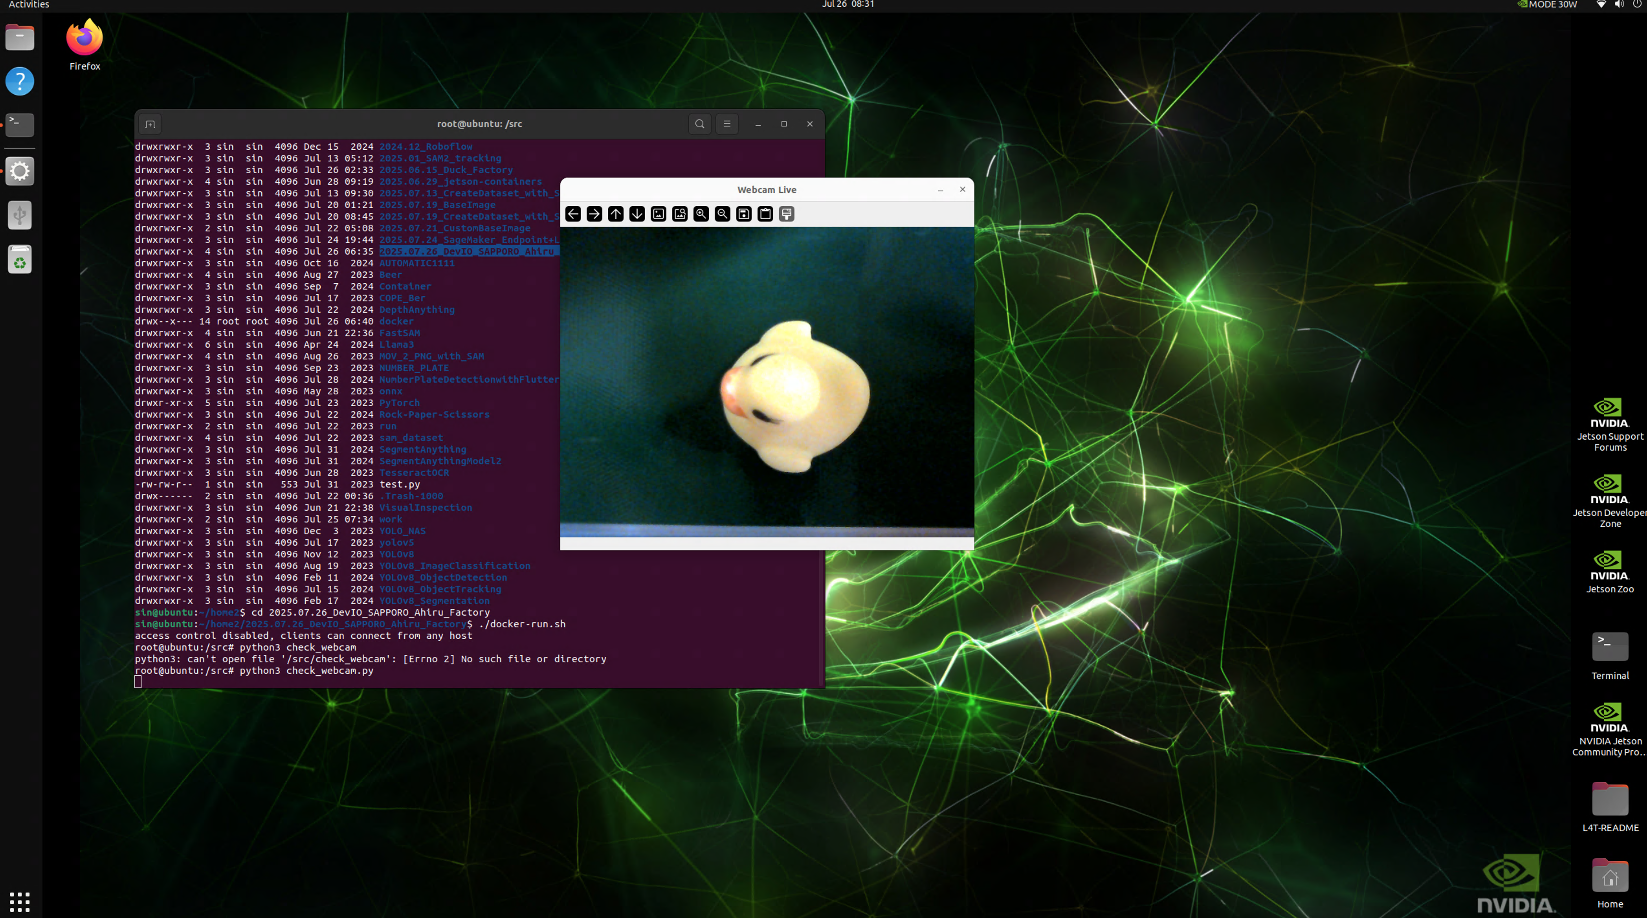 Activities
Jul 26 08:31
MODE 30W
Firefox
root@ubuntu: /src
drwxrwxr-x 3 sin sin 4096 Dec 15 2024 2024.12_Roboflow
drwxrwxr-x 3 sin sin 4096 Jul 13 05:12 2025.01_SAM2_tracking
drwxrwxr-x 3 sin sin 4096 Jul 26 02:33 2025.06.15_Duck_Factory
drwxrwxr-x 4 sin sin 4096 Jun 28 09:19 2025.06.29_jetson-containers
drwxrwxr-x 3 sin sin 4096 Jul 13 09:30 2025.07.13_CreateDataset_with_S
drwxrwxr-x 3 sin sin 4096 Jul 20 01:21 2025.07.19_BaseImage
drwxrwxr-x 3 sin sin 4096 Jul 20 08:45 2025.07.19_CreateDataset_with_S
drwxrwxr-x 2 sin sin 4096 Jul 22 05:08 2025.07.21_CustomBaseImage
drwxrwxr-x 4 sin sin 4096 Jul 24 19:44 2025.07.24_SageMaker_Endpoint+L
drwxrwxr-x 4 sin sin 4096 Jul 26 06:35 2025.07.26_DevIO_SAPPORO_Ahiru_
drwxrwxr-x 3 sin sin 4096 Oct 16 2024 AUTOMATIC1111
drwxrwxr-x 4 sin sin 4096 Aug 27 2023 Beer
drwxrwxr-x 3 sin sin 4096 Sep 7 2024 Container
drwxrwxr-x 3 sin sin 4096 Jul 17 2023 COPE_Ber
drwxrwxr-x 3 sin sin 4096 Jul 22 2024 DepthAnything
drwx--x--- 14 root root 4096 Jul 26 06:40 docker
drwxrwxr-x 4 sin sin 4096 Jun 21 22:36 FastSAM
drwxrwxr-x 6 sin sin 4096 Apr 24 2024 Llama3
drwxrwxr-x 4 sin sin 4096 Aug 26 2023 MOV_2_PNG_with_SAM
drwxrwxr-x 3 sin sin 4096 Sep 23 2023 NUMBER_PLATE
drwxrwxr-x 3 sin sin 4096 Jul 28 2024 NumberPlateDetectionwithFlutter
drwxrwxr-x 3 sin sin 4096 May 28 2023 onnx
drwxr-xr-x 5 sin sin 4096 Jul 23 2023 PyTorch
drwxrwxr-x 3 sin sin 4096 Jul 22 2024 Rock-Paper-Scissors
drwxrwxr-x 2 sin sin 4096 Jul 22 2023 run
drwxrwxr-x 4 sin sin 4096 Jul 22 2023 sam_dataset
drwxrwxr-x 3 sin sin 4096 Jul 31 2023 SegmentAnything
drwxrwxr-x 3 sin sin 4096 Jul 31 2024 SegmentAnythingModel2
drwxrwxr-x 3 sin sin 4096 Jun 28 2023 TesseractOCR
-rw-rw-r-- 1 sin sin 553 Jul 31 2023 test.py
drwx------ 2 sin sin 4096 Jul 22 00:36 .Trash-1000
drwxrwxr-x 3 sin sin 4096 Jun 21 22:38 VisualInspection
drwxrwxr-x 2 sin sin 4096 Jul 25 07:34 work
drwxrwxr-x 3 sin sin 4096 Dec 3 2023 YOLO_NAS
drwxrwxr-x 3 sin sin 4096 Jul 17 2023 yolov5
drwxrwxr-x 3 sin sin 4096 Nov 12 2023 YOLOv8
drwxrwxr-x 3 sin sin 4096 Aug 19 2023 YOLOv8_ImageClassification
drwxrwxr-x 3 sin sin 4096 Feb 11 2024 YOLOv8_ObjectDetection
drwxrwxr-x 3 sin sin 4096 Jul 15 2024 YOLOv8_ObjectTracking
drwxrwxr-x 3 sin sin 4096 Feb 17 2024 YOLOv8_Segmentation
sin@ubuntu:~/home2$ cd 2025.07.26_DevIO_SAPPORO_Ahiru_Factory
sin@ubuntu:~/home2/2025.07.26_DevIO_SAPPORO_Ahiru_Factory$ ./docker-run.sh
access control disabled, clients can connect from any host
root@ubuntu:/src# python3 check_webcam
python3: can't open file '/src/check_webcam': [Errno 2] No such file or directory
root@ubuntu:/src# python3 check_webcam.py
Webcam Live
NVIDIA.
Jetson Support
Forums
NVIDIA.
Jetson Developer
Zone
NVIDIA.
Jetson Zoo
Terminal
NVIDIA.
NVIDIA Jetson
Community Pro...
L4T-README
Home
NVIDIA.